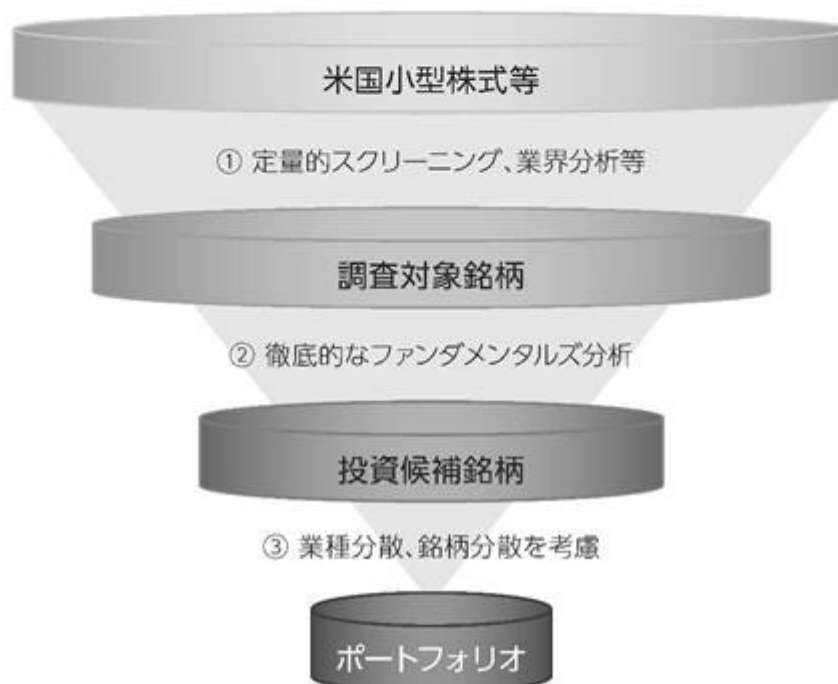 米国小型株式等
① 定量的スクリーニング、業界分析等
調査対象銘柄
② 徹底的なファンダメンタルズ分析
投資候補銘柄
③ 業種分散、銘柄分散を考慮
ポートフォリオ